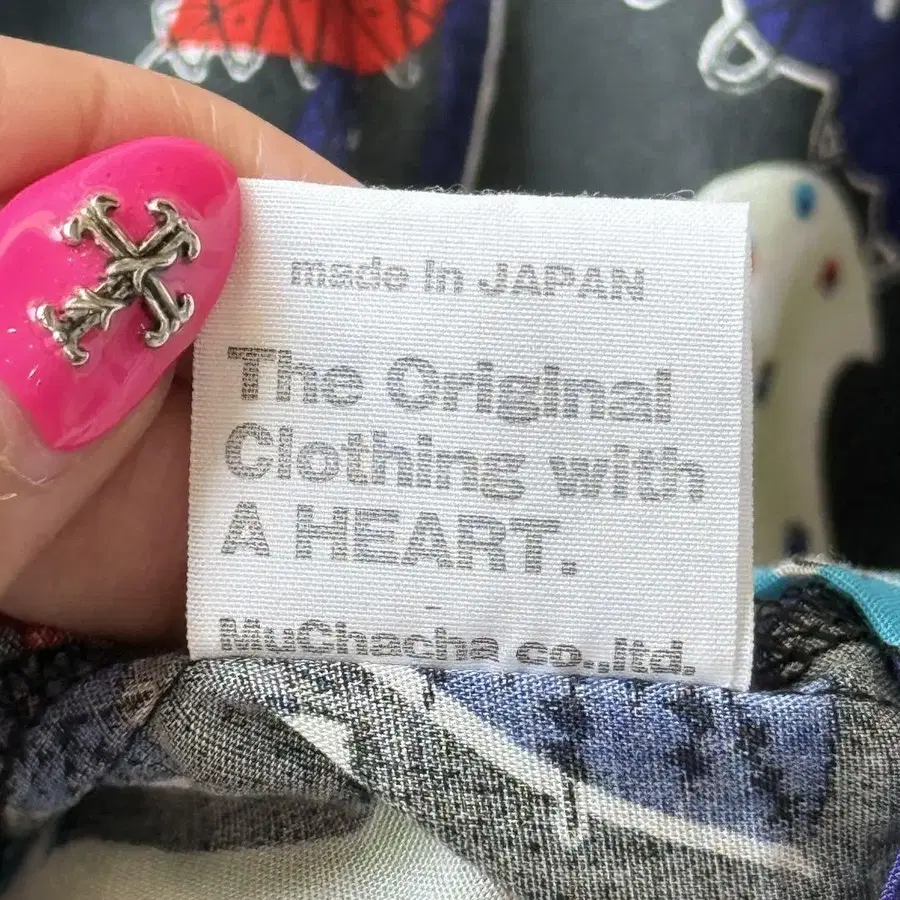 made in JAPAN
The Original
Clothing with
A HEART.
-
MuChacha co.,ltd.